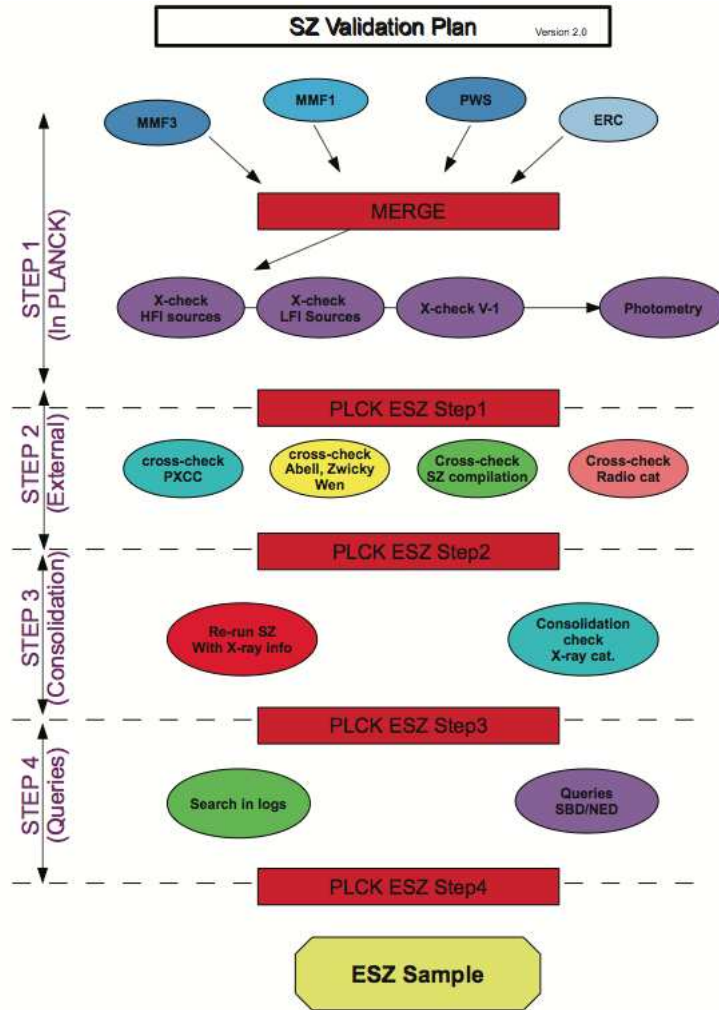 SZ Validation Plan
Version 2.0
MMF3
MMF1
PWS
ERC
MERGE
STEP 1
(In PLANCK)
X-check
HFI sources
X-check
LFI Sources
X-check V-1
Photometry
PLCK ESZ Step1
STEP 2
(External)
cross-check
PXCC
cross-check
Abell, Zwicky
Wen
Cross-check
SZ compilation
Cross-check
Radio cat
PLCK ESZ Step2
STEP 3
(Consolidation)
Re-run SZ
With X-ray info
Consolidation
check
X-ray cat.
PLCK ESZ Step3
STEP 4
(Queries)
Search in logs
Queries
SBD/NED
PLCK ESZ Step4
ESZ Sample